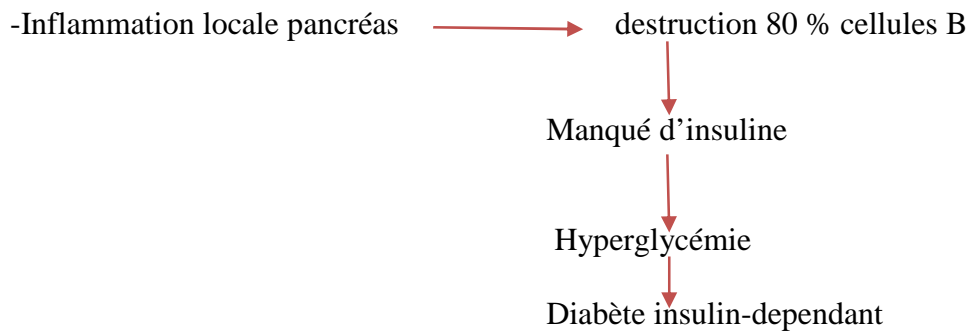 -Inflammation locale pancréas destruction 80 % cellules B
Manqué d’insuline
Hyperglycémie
Diabète insulin-dependant